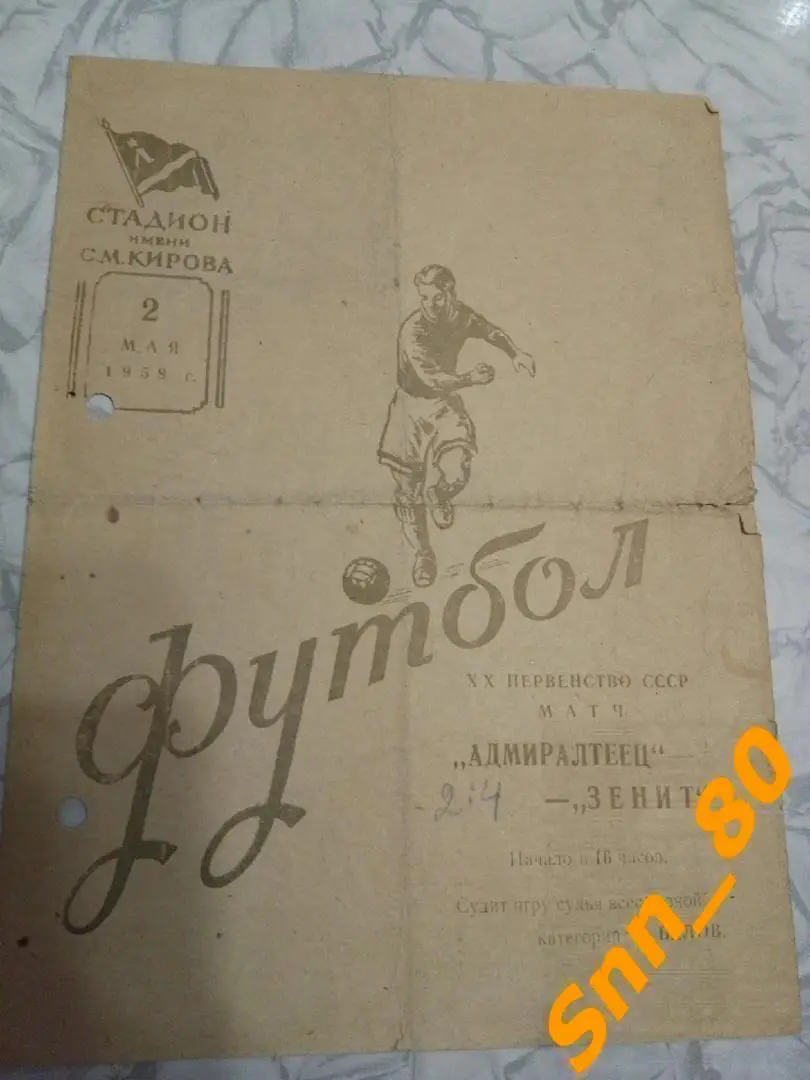 СТАДИОН
ИМЕНИ
С.М.КИРОВА
2
МАЯ
1958 г.
футбол
XX ПЕРВЕНСТВО СССР
МАТЧ
„АДМИРАЛТЕЕЦ“—
- 2:4 —„ЗЕНИТ“
Начало в 18 часов.
Судит игру судья
категории
Snn_80